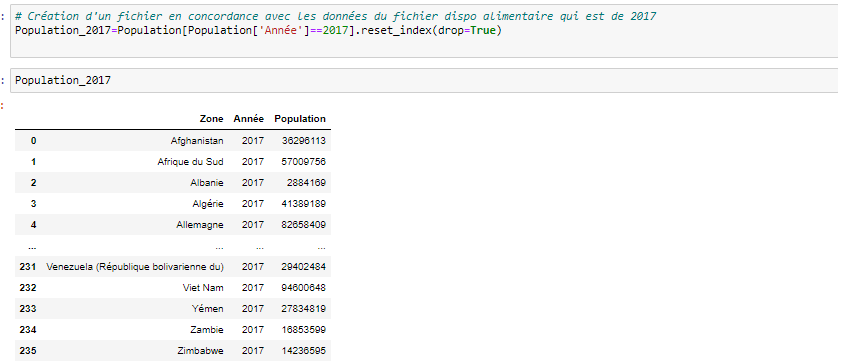 :
# Création d'un fichier en concordance avec les données du fichier dispo alimentaire qui est de 2017
Population_2017=Population[Population['Année']==2017].reset_index(drop=True)
: Population_2017
:
Zone Année Population
0 Afghanistan 2017 36296113
1 Afrique du Sud 2017 57009756
2 Albanie 2017 2884169
3 Algérie 2017 41389189
4 Allemagne 2017 82658409
... ... ... ...
231 Venezuela (République bolivarienne du) 2017 29402484
232 Viet Nam 2017 94600648
233 Yémen 2017 27834819
234 Zambie 2017 16853599
235 Zimbabwe 2017 14236595